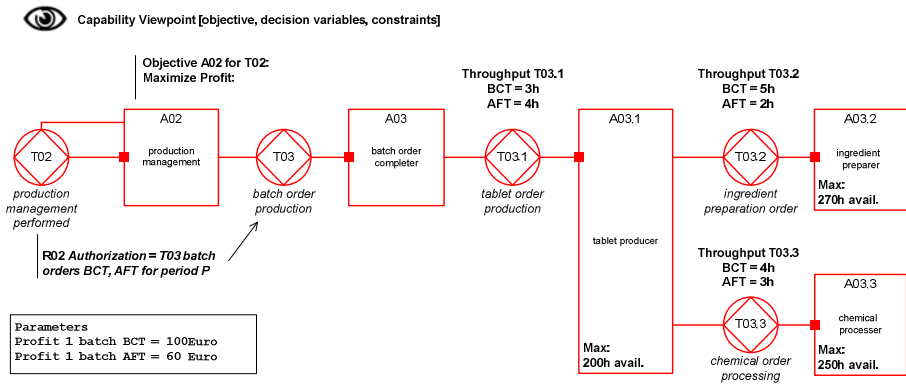 Capability Viewpoint [objective, decision variables, constraints]
Objective A02 for T02:
Maximize Profit:
Throughput T03.1
BCT = 3h
AFT = 4h
Throughput T03.2
BCT = 5h
AFT = 2h
A02
production
management
A03
batch order
completer
A03.1
tablet producer
Max:
200h avail.
A03.2
ingredient
preparer
Max:
270h avail.
T02
production
management
performed
T03
batch order
production
T03.1
tablet order
production
T03.2
ingredient
preparation order
R02 Authorization = T03 batch
orders BCT, AFT for period P
Throughput T03.3
BCT = 4h
AFT = 3h
T03.3
chemical order
processing
A03.3
chemical
processer
Max:
250h avail.
Parameters
Profit 1 batch BCT = 100Euro
Profit 1 batch AFT = 60 Euro